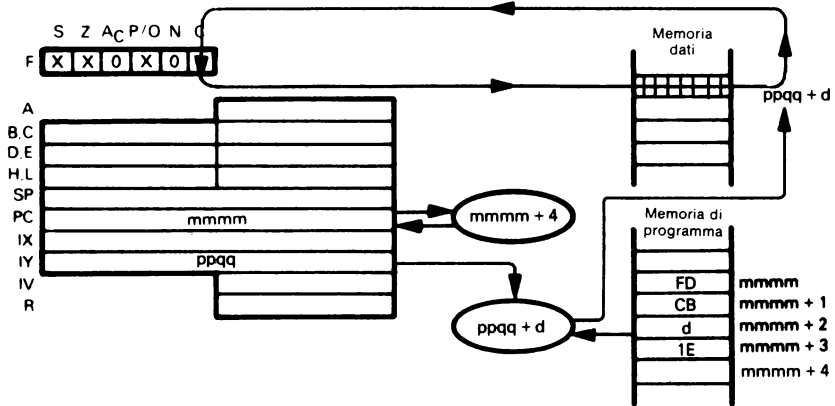 S Z AC P/O N C
F X X 0 X 0
A
B.C
D.E
H.L
SP
PC mmmm
IX
IY ppqq
IV
R
mmmm + 4
ppqq + d
Memoria
dati
ppqq + d
Memoria di
programma
FD mmmm
CB mmmm + 1
d mmmm + 2
1E mmmm + 3
mmmm + 4